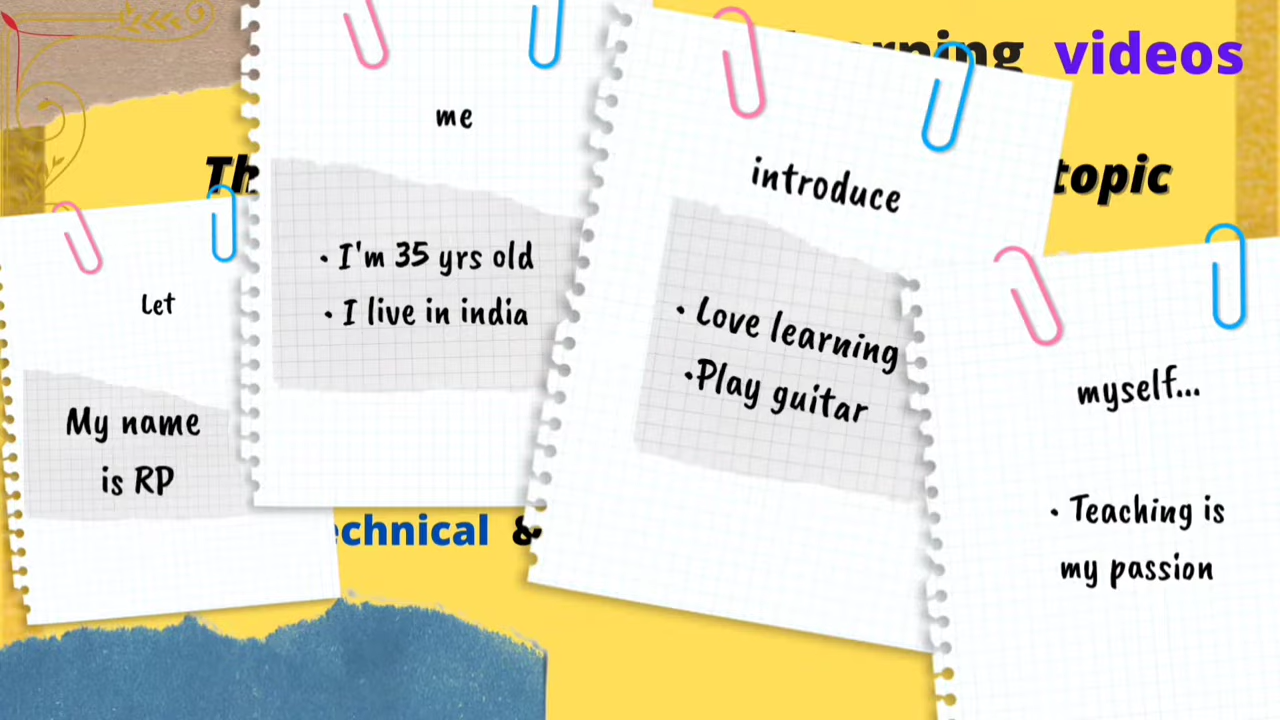 videos
topic
Let
My name
is RP
me
• I'm 35 yrs old
• I live in india
introduce
• Love learning
•Play guitar
myself...
• Teaching is
my passion
&